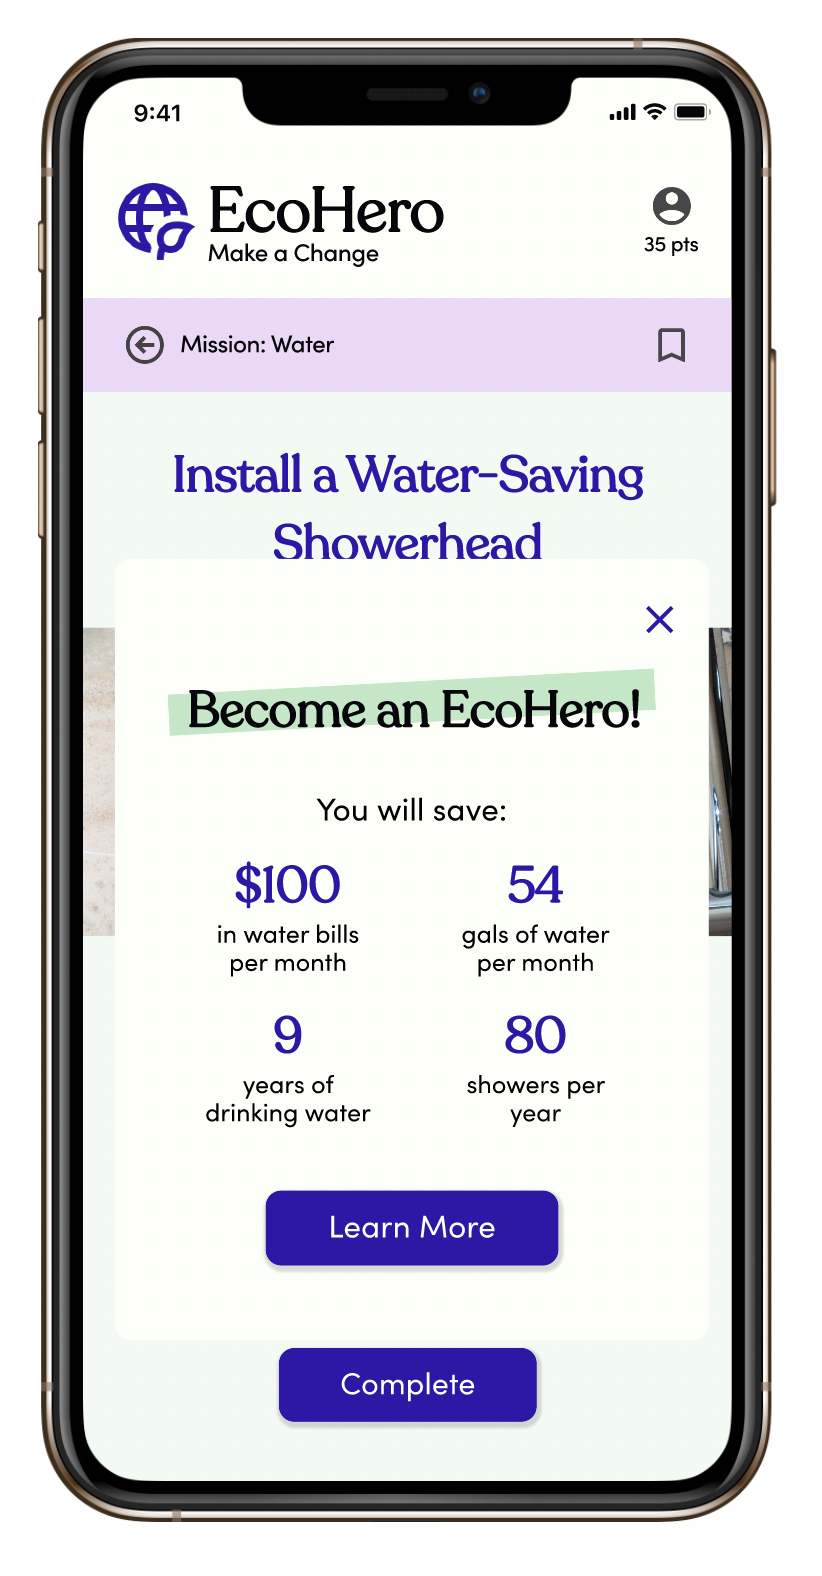 9:41
EcoHero
Make a Change
35 pts
Mission: Water
Install a Water-Saving
Showerhead
Become an EcoHero!
You will save:
$100
in water bills
per month
54
gals of water
per month
9
years of
drinking water
80
showers per
year
Learn More
Complete